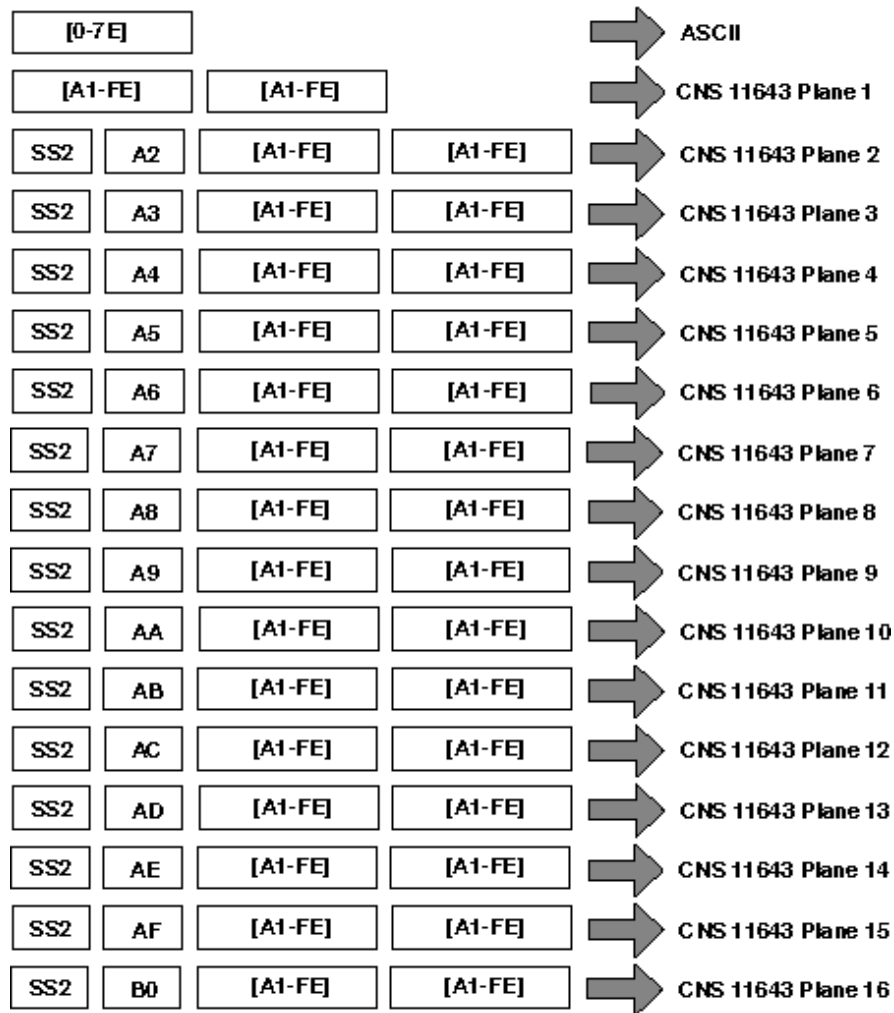 [0-7E] ASCII
[A1-FE] [A1-FE] CNS 11643 Plane 1
SS2 A2 [A1-FE] [A1-FE] CNS 11643 Plane 2
SS2 A3 [A1-FE] [A1-FE] CNS 11643 Plane 3
SS2 A4 [A1-FE] [A1-FE] CNS 11643 Plane 4
SS2 A5 [A1-FE] [A1-FE] CNS 11643 Plane 5
SS2 A6 [A1-FE] [A1-FE] CNS 11643 Plane 6
SS2 A7 [A1-FE] [A1-FE] CNS 11643 Plane 7
SS2 A8 [A1-FE] [A1-FE] CNS 11643 Plane 8
SS2 A9 [A1-FE] [A1-FE] CNS 11643 Plane 9
SS2 AA [A1-FE] [A1-FE] CNS 11643 Plane 10
SS2 AB [A1-FE] [A1-FE] CNS 11643 Plane 11
SS2 AC [A1-FE] [A1-FE] CNS 11643 Plane 12
SS2 AD [A1-FE] [A1-FE] CNS 11643 Plane 13
SS2 AE [A1-FE] [A1-FE] CNS 11643 Plane 14
SS2 AF [A1-FE] [A1-FE] CNS 11643 Plane 15
SS2 B0 [A1-FE] [A1-FE] CNS 11643 Plane 16